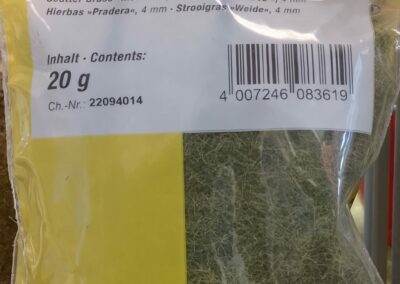 Hierbas »Pradera«, 4 mm · Strooigras »Weide«, 4 mm
Inhalt · Contents:
20 g
Ch.-Nr.: 22094014
4 007246 083619